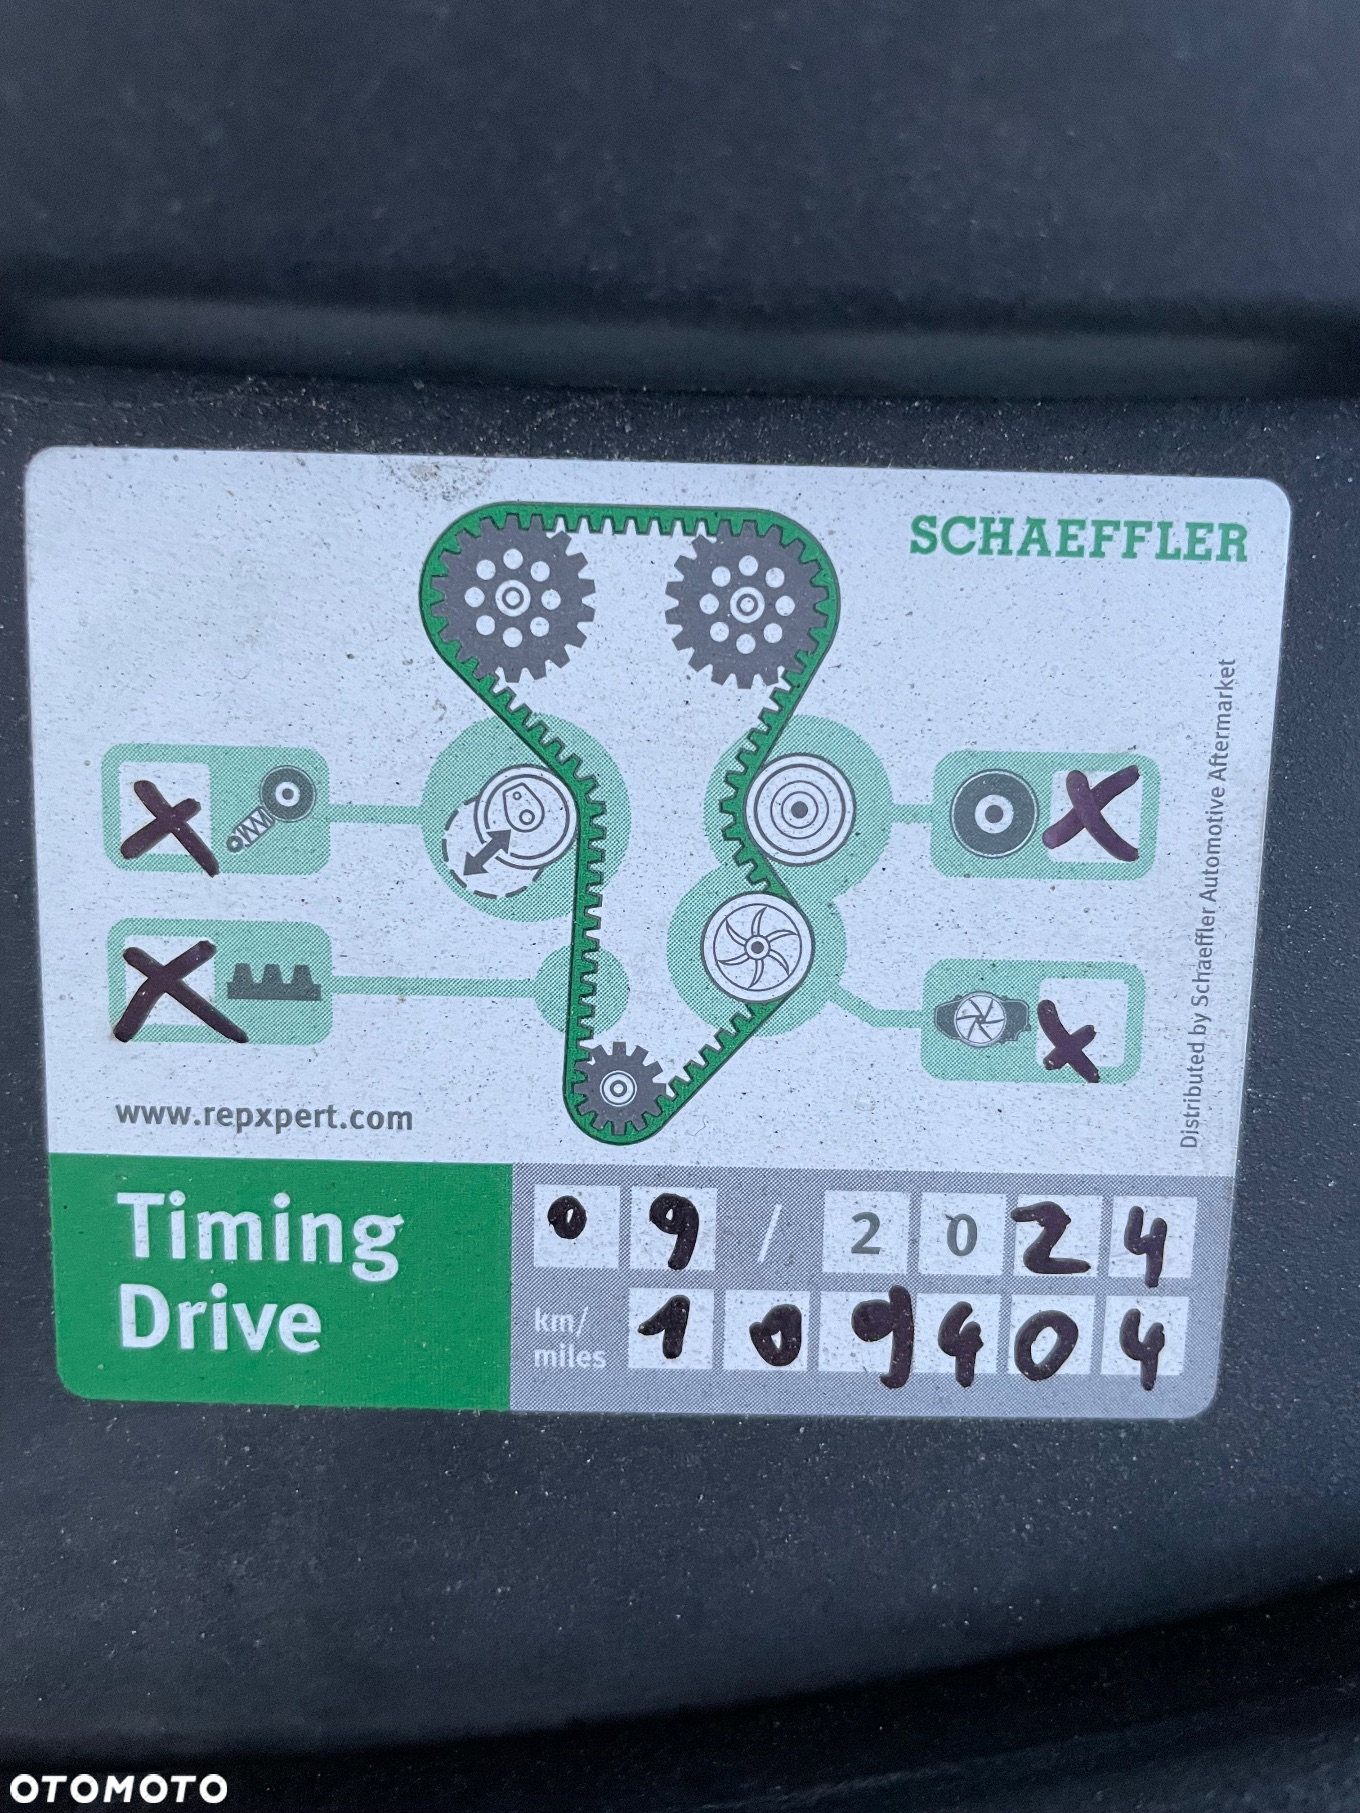 SCHAEFFLER
Distributed by Schaeffler Automotive Aftermarket
X
X
X
X
www.repxpert.com
Timing
Drive
09 / 2024
km/
miles
109404
OTOMOTO